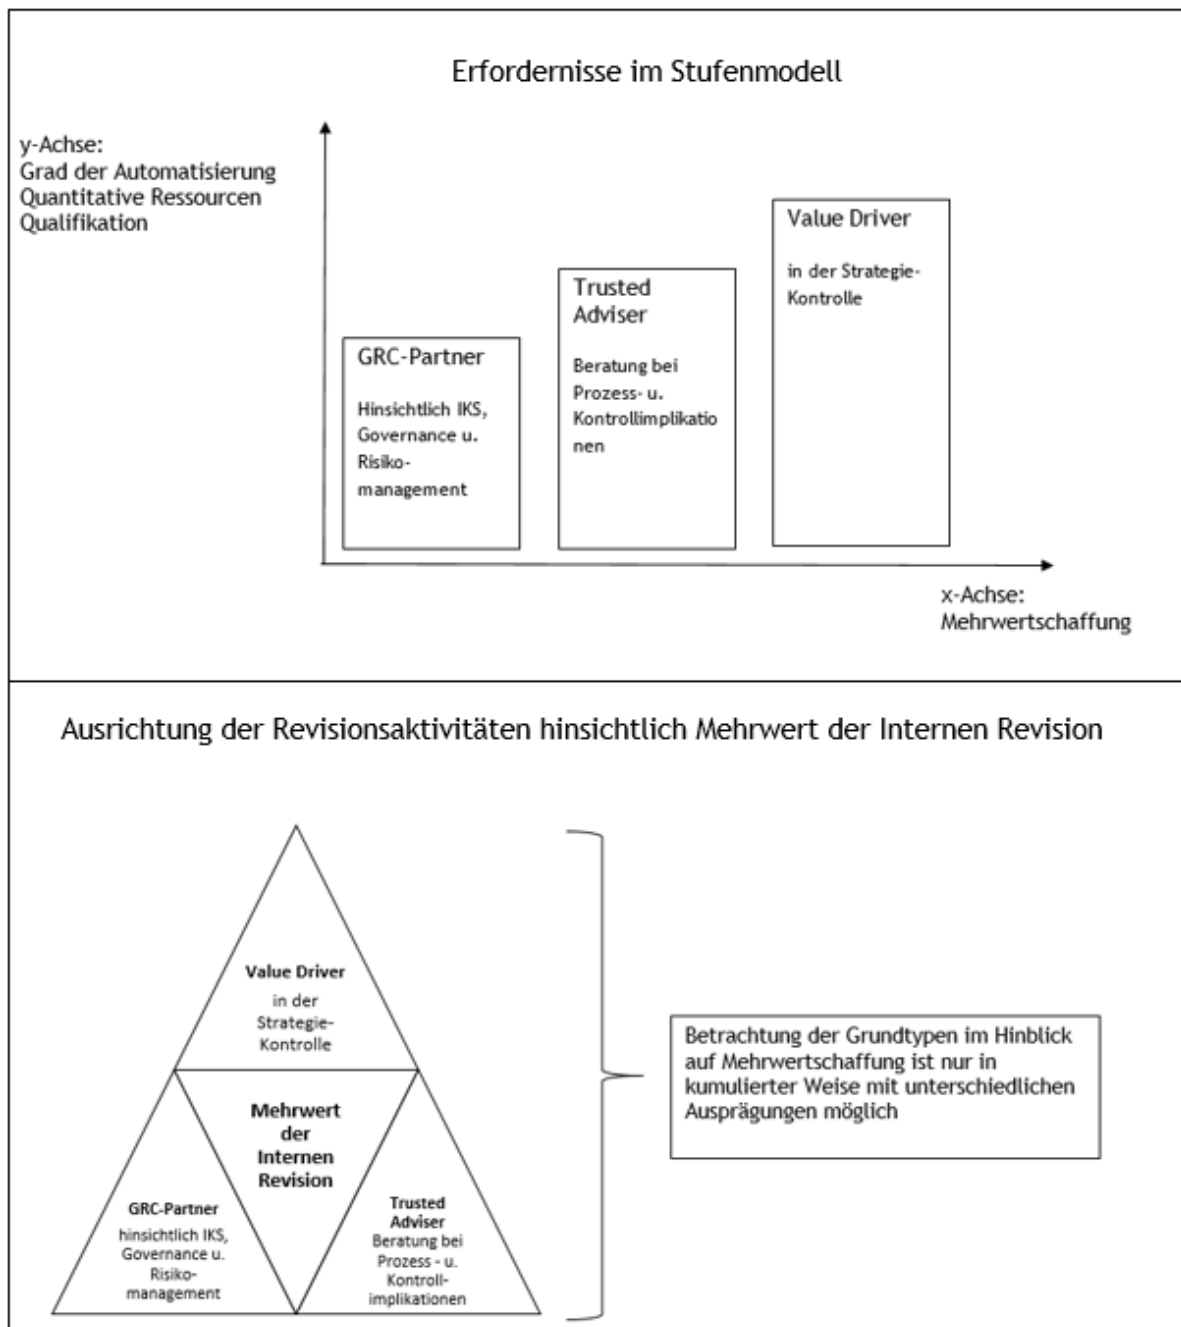 Erfordernisse im Stufenmodell
y-Achse:
Grad der Automatisierung
Quantitative Ressourcen
Qualifikation
GRC-Partner
Hinsichtlich IKS,
Governance u.
Risiko-
management
Trusted
Adviser
Beratung bei
Prozess- u.
Kontrollimplikatio
nen
Value Driver
in der Strategie-
Kontrolle
x-Achse:
Mehrwertschaffung
Ausrichtung der Revisionsaktivitäten hinsichtlich Mehrwert der Internen Revision
Value Driver
in der
Strategie-
Kontrolle
Mehrwert
der
Internen
Revision
GRC-Partner
hinsichtlich IKS,
Governance u.
Risiko-
management
Trusted
Adviser
Beratung bei
Prozess - u.
Kontroll-
implikationen
Betrachtung der Grundtypen im Hinblick
auf Mehrwertschaffung ist nur in
kumulierter Weise mit unterschiedlichen
Ausprägungen möglich